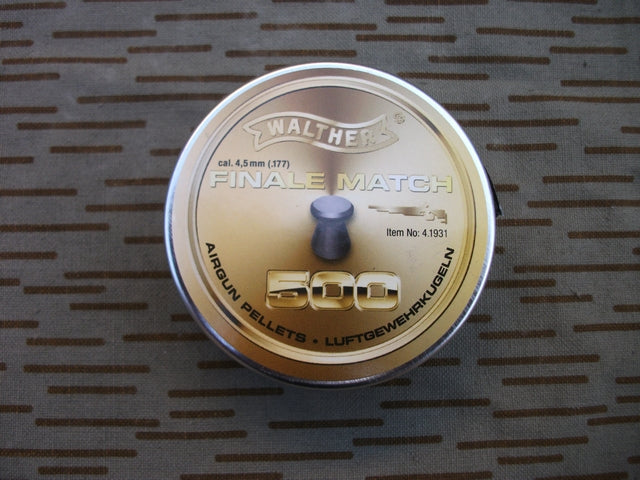 WALTHER
cal. 4,5 mm (.177)
FINALE MATCH
Item No: 4.1931
500
AIRGUN PELLETS • LUFTGEWEHRKUGELN